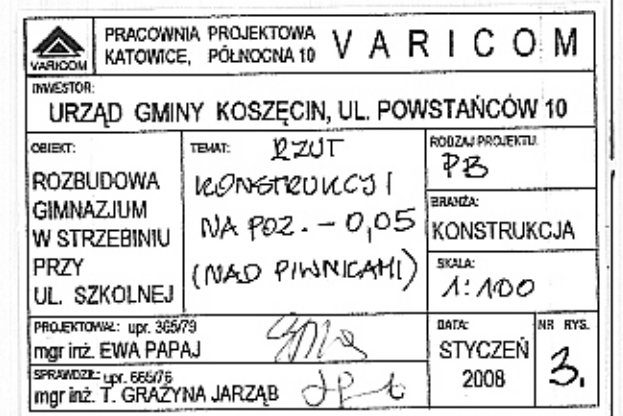 VARICOM
PRACOWNIA PROJEKTOWA
KATOWICE, PÓŁNOCNA 10
VARICOM
INWESTOR:
URZĄD GMINY KOSZĘCIN, UL. POWSTAŃCÓW 10
OBIEKT:
ROZBUDOWA
GIMNAZJUM
W STRZEBINIU
PRZY
UL. SZKOLNEJ
TEMAT: RZUT
KONSTRUKCJI
NA POZ. - 0,05
(NAD PIWNICAMI)
RODZAJ PROJEKTU:
PB
BRANŻA:
KONSTRUKCJA
SKALA:
1:100
PROJEKTOWAŁ: upr. 365/79
mgr inż. EWA PAPAJ
SPRAWDZIŁ: upr. 665/76
mgr inż. T. GRAŻYNA JARZĄB
DATA:
STYCZEŃ
2008
NR RYS.
3.